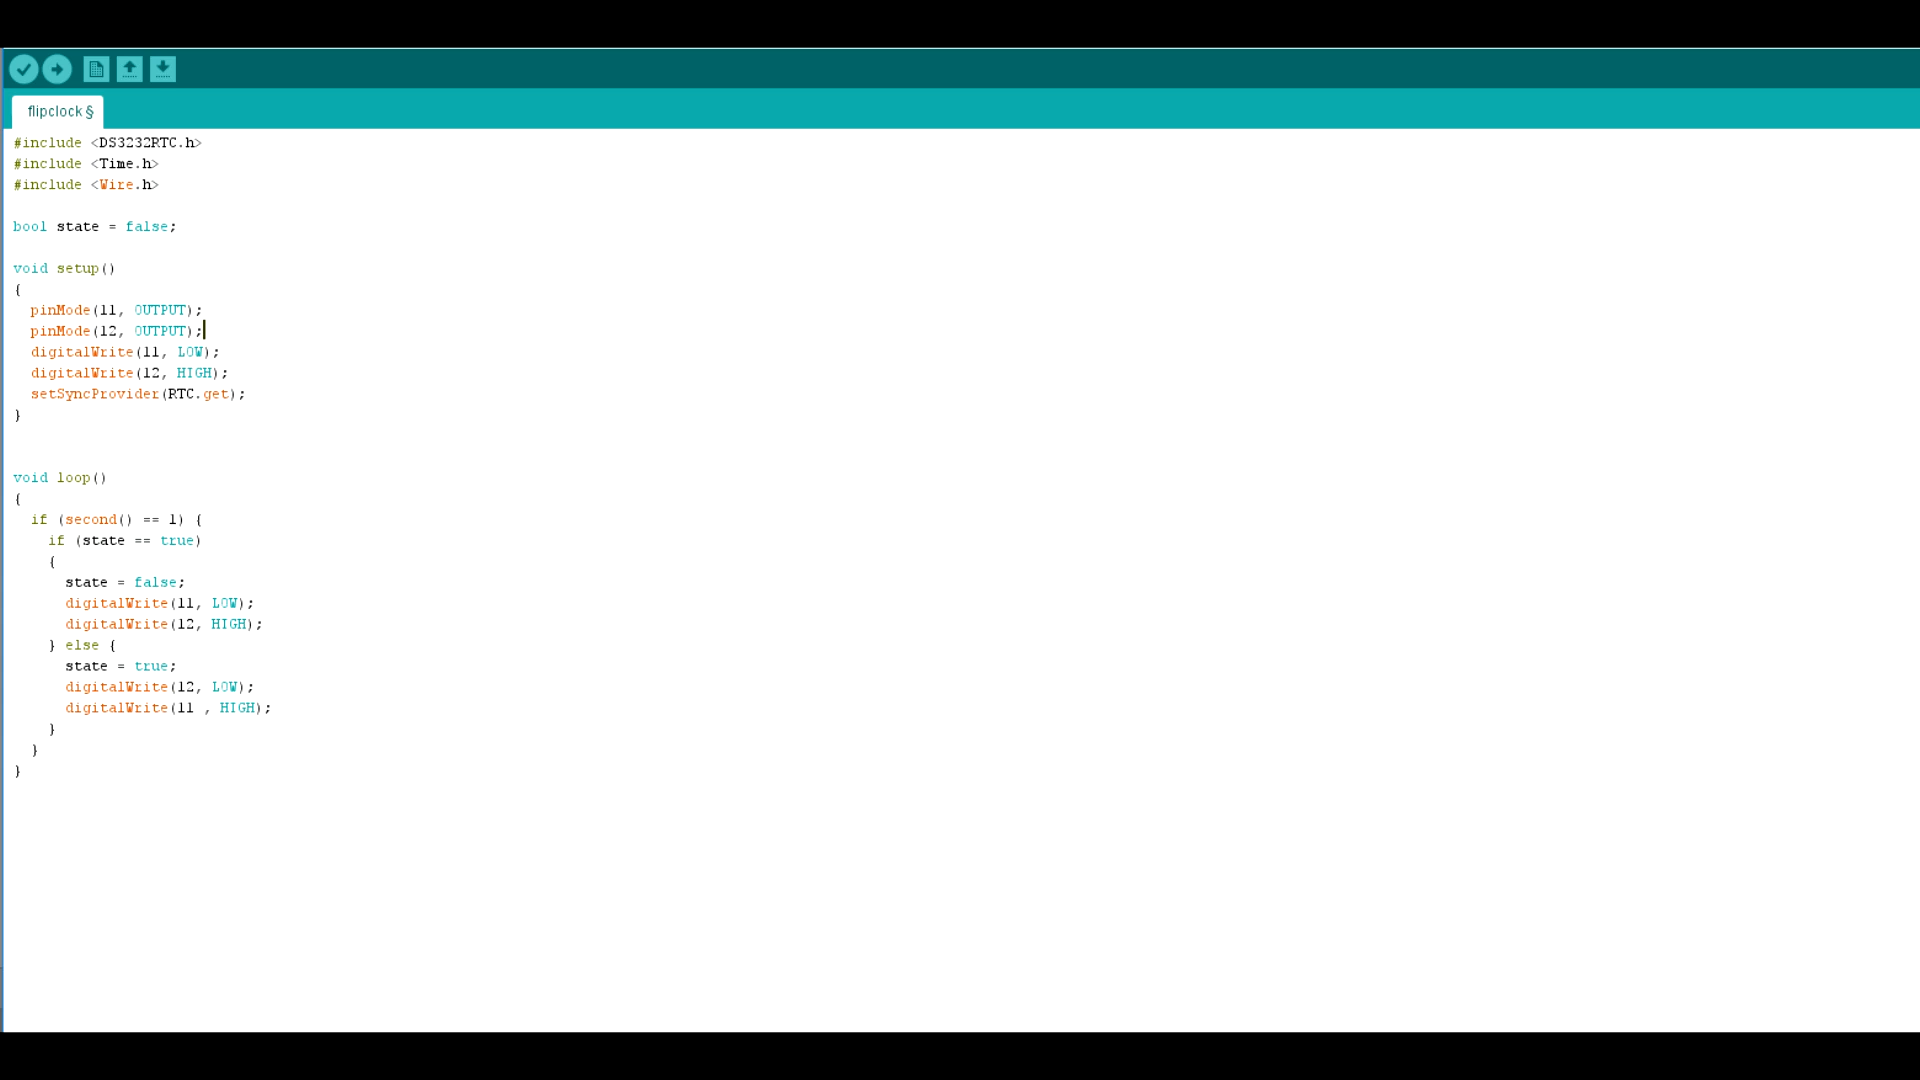 flipclock §
#include <DS3232RTC.h>
#include <Time.h>
#include <Wire.h>
bool state = false;
void setup()
{
pinMode(11, OUTPUT);
pinMode(12, OUTPUT);
digitalWrite(11, LOW);
digitalWrite(12, HIGH);
setSyncProvider(RTC.get);
}
void loop()
{
if (second() == 1) {
if (state == true)
{
state = false;
digitalWrite(11, LOW);
digitalWrite(12, HIGH);
} else {
state = true;
digitalWrite(12, LOW);
digitalWrite(11 , HIGH);
}
}
}